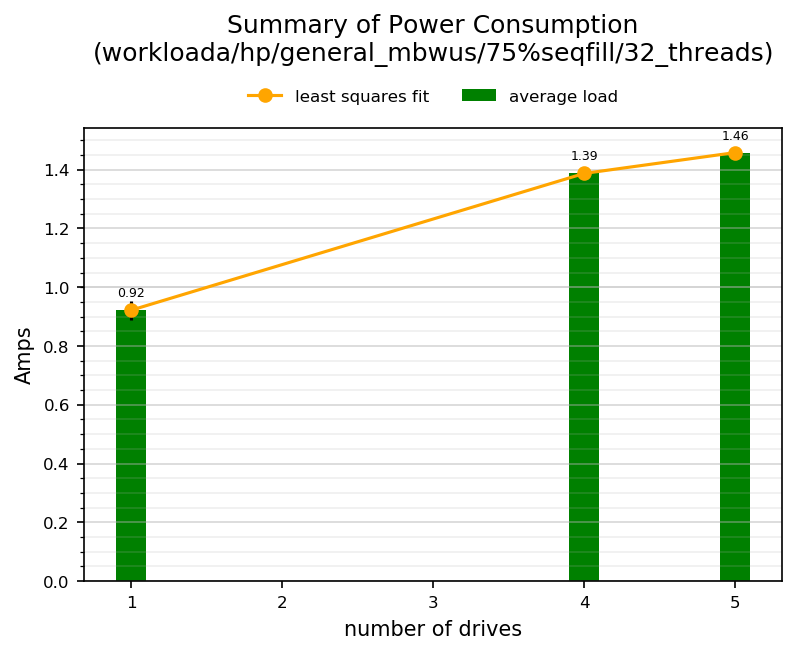 Summary of Power Consumption
(workloada/hp/general_mbwus/75%seqfill/32_threads)
least squares fit
average load
1.46
1.39
0.92
1.4
1.2
1.0
0.8
0.6
0.4
0.2
0.0
Amps
1
2
3
4
5
number of drives